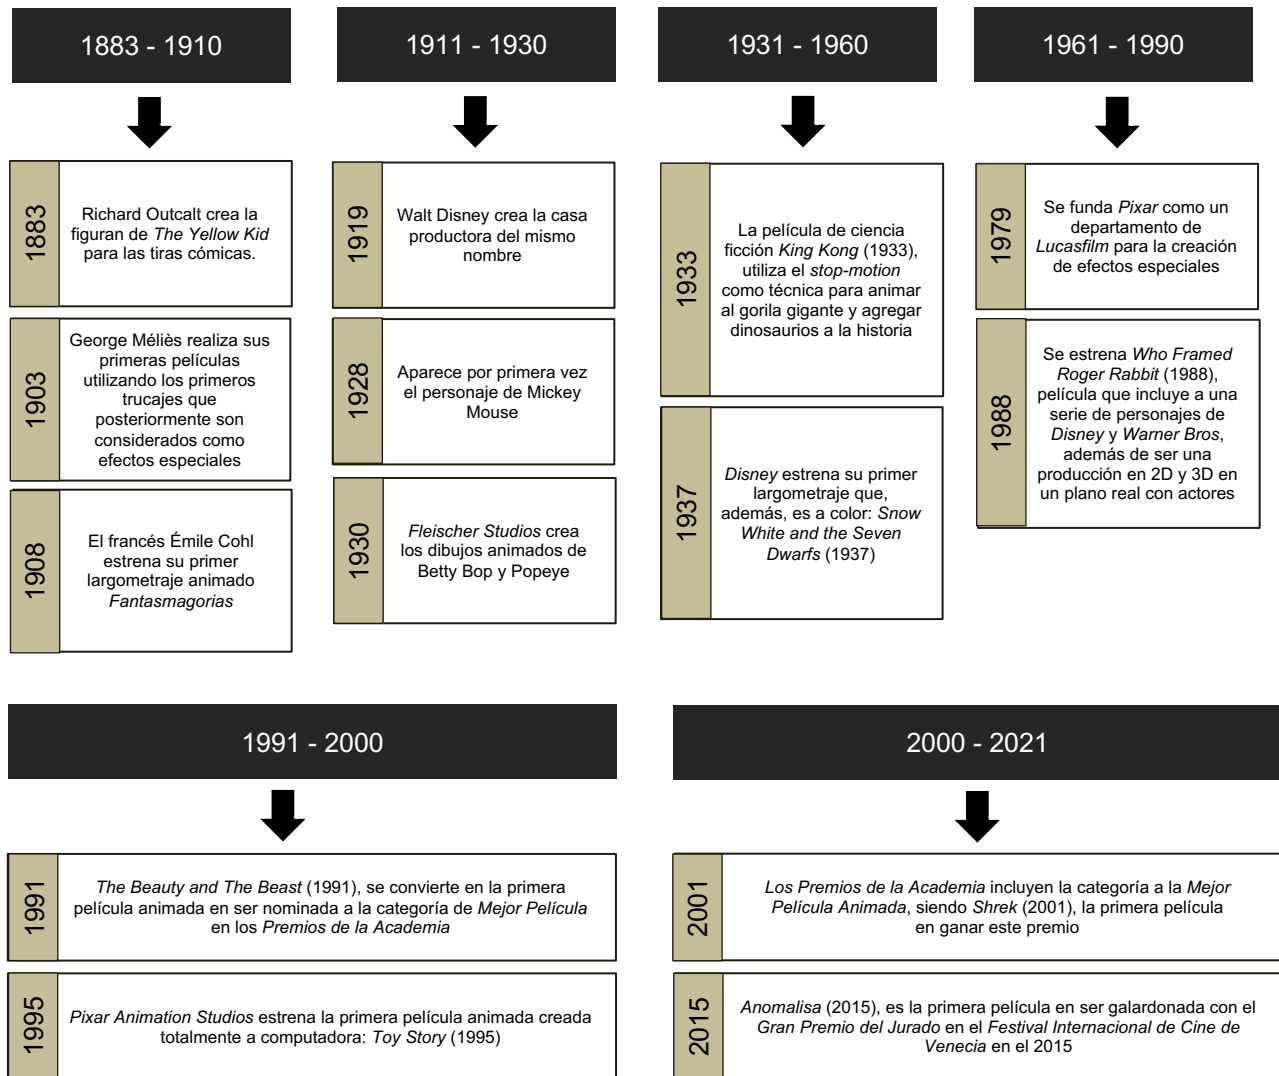 1883 - 1910
1883
Richard Outcalt crea la
figuran de The Yellow Kid
para las tiras cómicas.
1903
George Méliès realiza sus
primeras películas
utilizando los primeros
trucajes que
posteriormente son
considerados como
efectos especiales
1908
El francés Émile Cohl
estrena su primer
largometraje animado
Fantasmagorias
1911 - 1930
1919
Walt Disney crea la casa
productora del mismo
nombre
1928
Aparece por primera vez
el personaje de Mickey
Mouse
1930
Fleischer Studios crea
los dibujos animados de
Betty Bop y Popeye
1931 - 1960
1933
La película de ciencia
ficción King Kong (1933),
utiliza el stop-motion
como técnica para animar
al gorila gigante y agregar
dinosaurios a la historia
1937
Disney estrena su primer
largometraje que,
además, es a color: Snow
White and the Seven
Dwarfs (1937)
1961 - 1990
1979
Se funda Pixar como un
departamento de
Lucasfilm para la creación
de efectos especiales
1988
Se estrena Who Framed
Roger Rabbit (1988),
película que incluye a una
serie de personajes de
Disney y Warner Bros,
además de ser una
producción en 2D y 3D en
un plano real con actores
1991 - 2000
1991
The Beauty and The Beast (1991), se convierte en la primera
película animada en ser nominada a la categoría de Mejor Película
en los Premios de la Academia
1995
Pixar Animation Studios estrena la primera película animada creada
totalmente a computadora: Toy Story (1995)
2000 - 2021
2001
Los Premios de la Academia incluyen la categoría a la Mejor
Película Animada, siendo Shrek (2001), la primera película
en ganar este premio
2015
Anomalisa (2015), es la primera película en ser galardonada con el
Gran Premio del Jurado en el Festival Internacional de Cine de
Venecia en el 2015